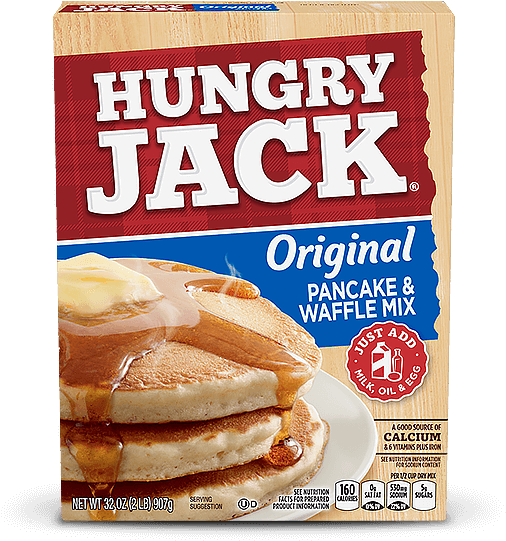 HUNGRY
JACK®
Original
PANCAKE &
WAFFLE MIX
JUST ADD
MILK, OIL & EGG
A GOOD SOURCE OF
CALCIUM
& 6 VITAMINS PLUS IRON
SEE NUTRITION INFORMATION
FOR SODIUM CONTENT
PER 1/2 CUP DRY MIX
160
CALORIES
0g
SAT FAT
0% DV
530mg
SODIUM
5g
SUGARS
NET WT 32 OZ (2 LB) 907g
SERVING
SUGGESTION
U D
SEE NUTRITION
FACTS FOR PREPARED
PRODUCT INFORMATION